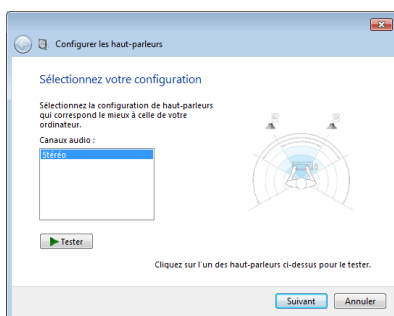 Configurer les haut-parleurs
Sélectionnez votre configuration
Sélectionnez la configuration de haut-parleurs
qui correspond le mieux à celle de votre
ordinateur.
Canaux audio :
Stéréo
G
D
Tester
Cliquez sur l'un des haut-parleurs ci-dessus pour le tester.
Suivant
Annuler